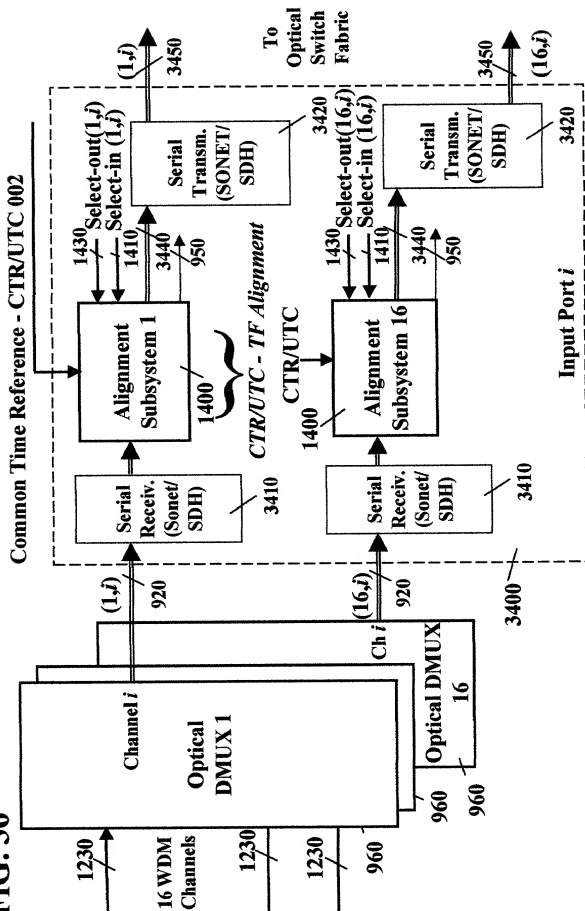 Common Time Reference - CTR/UTC 002
(1,i)
3450
To
Optical
Switch
Fabric
3450
(16,i)
Select-out(1,i)
Select-in (1,i)
1430
1410
3440
950
Serial
Transm.
(SONET/
SDH)
3420
Select-out(16,i)
Select-in (16,i)
1430
1410
3440
950
Serial
Transm.
(SONET/
SDH)
3420
Alignment
Subsystem 1
1400
CTR/UTC - TF Alignment
CTR/UTC
Alignment
Subsystem 16
1400
Input Port i
Serial
Receiv.
(Sonet/
SDH)
3410
Serial
Receiv.
(Sonet/
SDH)
3410
3400
(1,i)
920
(16,i)
920
Channel i
Optical
DMUX 1
Ch i
Optical DMUX
16
960
960
960
1230
16 WDM
Channels
1230
1230